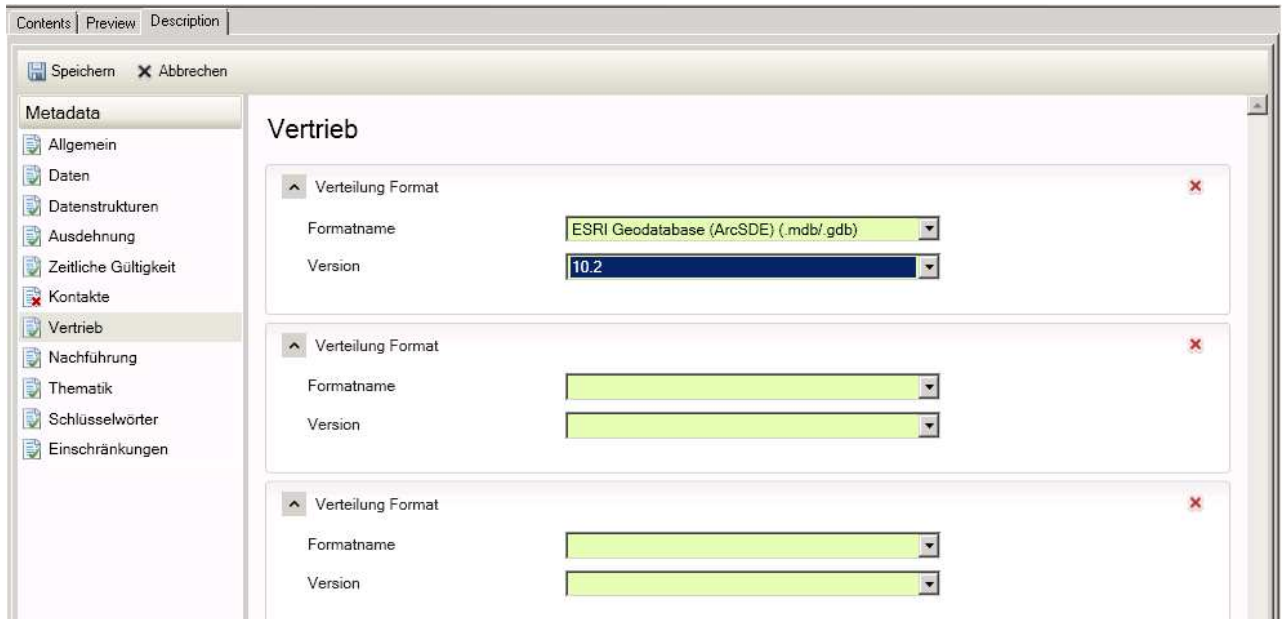 Contents Preview Description
Speichern Abbrechen
Metadata
Allgemein
Daten
Datenstrukturen
Ausdehnung
Zeitliche Gültigkeit
Kontakte
Vertrieb
Nachführung
Thematik
Schlüsselwörter
Einschränkungen
Vertrieb
Verteilung Format
Formatname ESRI Geodatabase (ArcSDE) (.mdb/.gdb)
Version 10.2
Verteilung Format
Formatname
Version
Verteilung Format
Formatname
Version